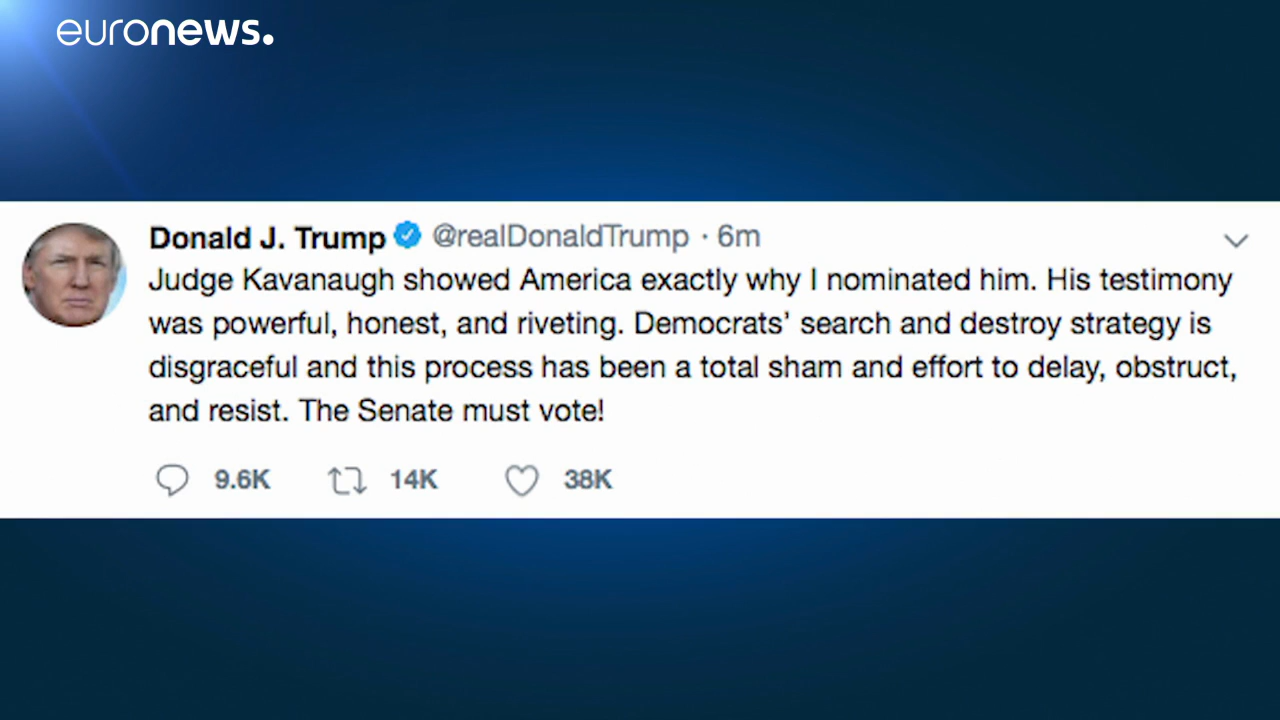 euronews.
Donald J. Trump @realDonaldTrump · 6m
Judge Kavanaugh showed America exactly why I nominated him. His testimony
was powerful, honest, and riveting. Democrats’ search and destroy strategy is
disgraceful and this process has been a total sham and effort to delay, obstruct,
and resist. The Senate must vote!
9.6K 14K 38K